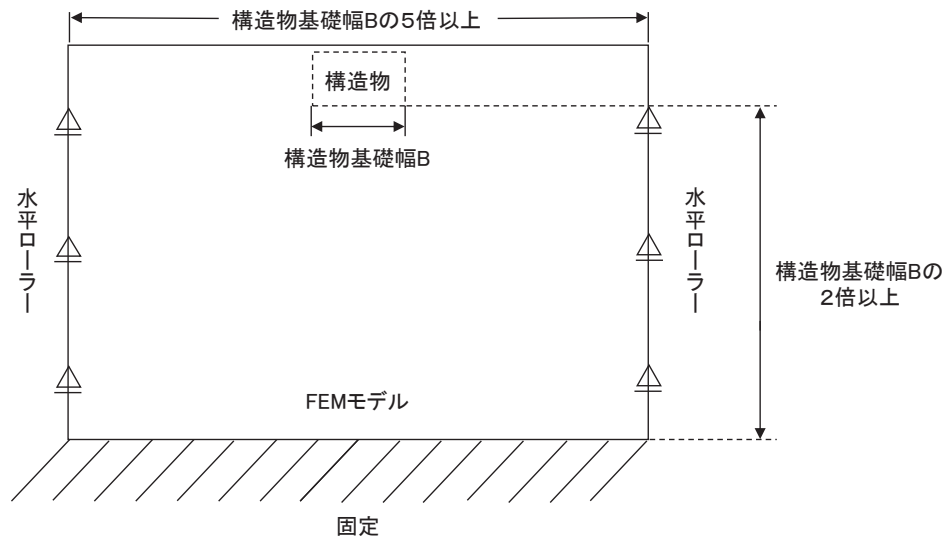 構造物基礎幅Bの5倍以上
構造物
構造物基礎幅B
水平ローラー
水平ローラー
構造物基礎幅Bの
2倍以上
FEMモデル
固定